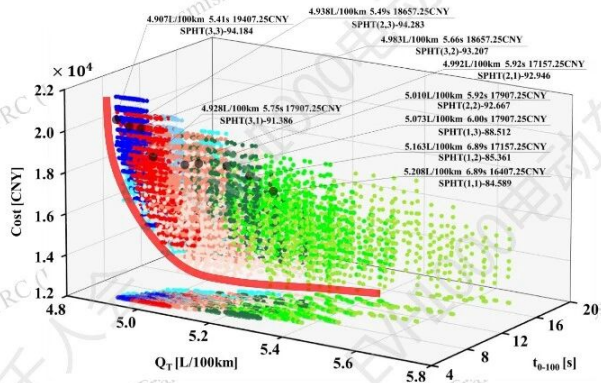 4.907L/100km 5.41s 19407.25CNY
SPHT(3,3)-94.184
4.938L/100km 5.49s 18657.25CNY
SPHT(2,3)-94.283
4.983L/100km 5.66s 18657.25CNY
SPHT(3,2)-93.207
4.992L/100km 5.92s 17157.25CNY
SPHT(2,1)-92.946
4.928L/100km 5.75s 17907.25CNY
SPHT(3,1)-91.386
5.010L/100km 5.92s 17907.25CNY
SPHT(2,2)-92.667
5.073L/100km 6.00s 17907.25CNY
SPHT(1,3)-88.512
5.163L/100km 6.89s 17157.25CNY
SPHT(1,2)-85.361
5.208L/100km 6.89s 16407.25CNY
SPHT(1,1)-84.589
×10⁴
2.2
2.0
1.8
1.6
1.4
1.2
Cost [CNY]
4.8
5.0
5.2
5.4
5.6
5.8
Q_T [L/100km]
4
8
12
16
20
t_0-100 [s]